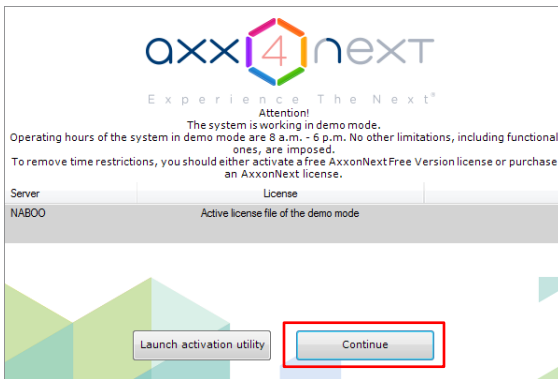 axx4next
Experience The Next®
Attention!
The system is working in demo mode.
Operating hours of the system in demo mode are 8 a.m. - 6 p.m. No other limitations, including functional
ones, are imposed.
To remove time restrictions, you should either activate a free AxxonNext Free Version license or purchase
an AxxonNext license.
Server License
NABOO Active license file of the demo mode
Launch activation utility Continue